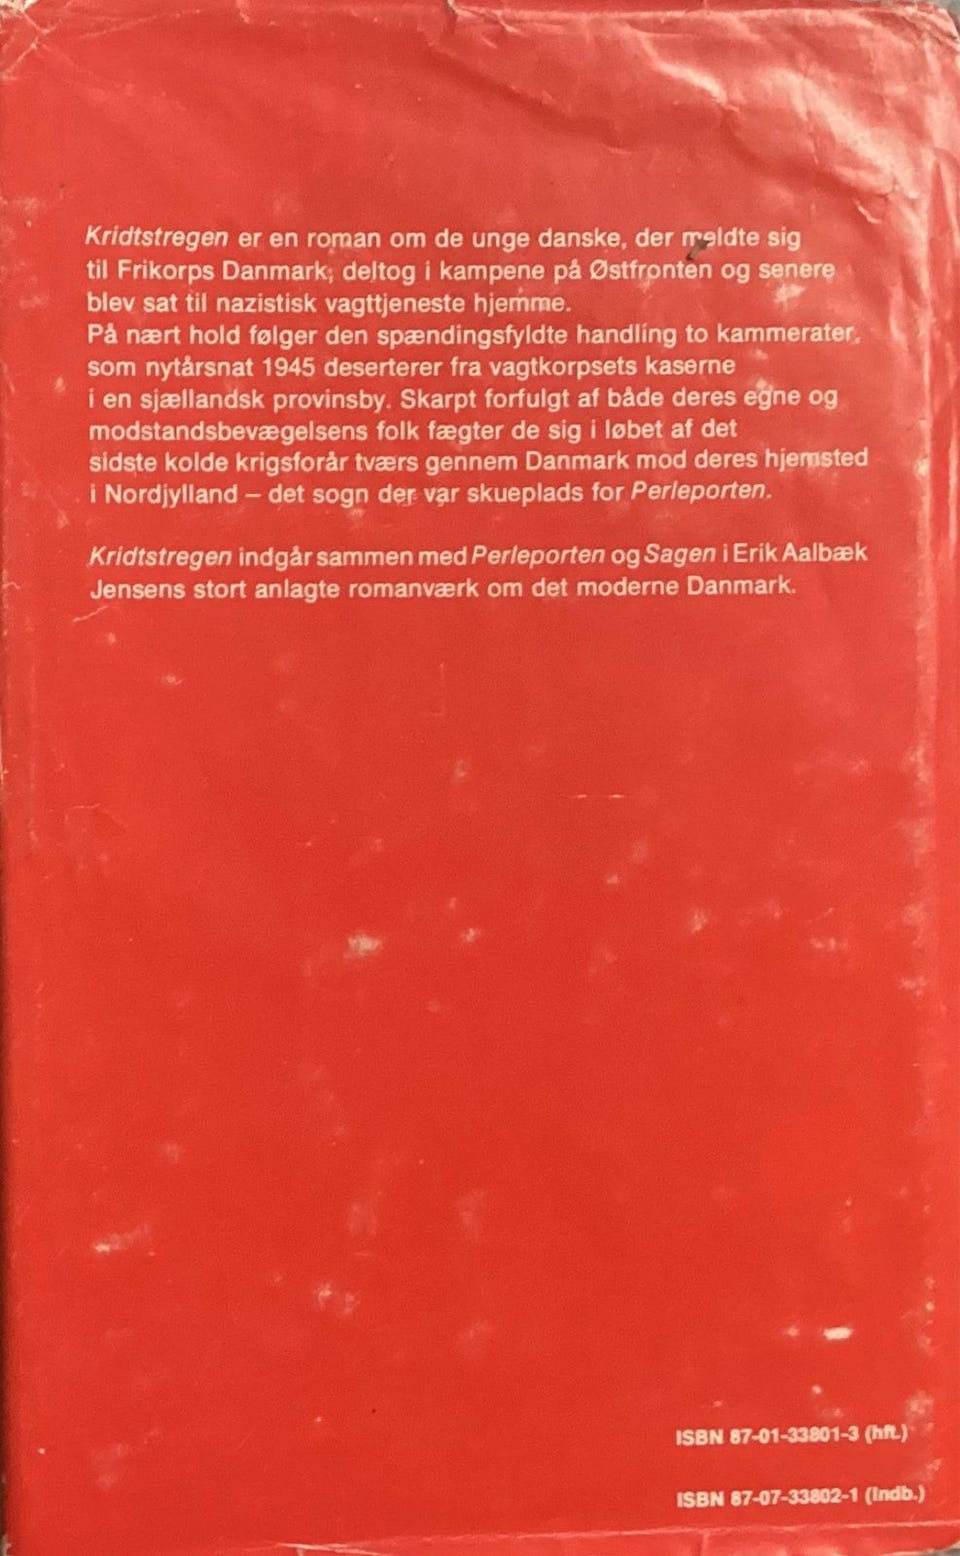 Kridtstregen er en roman om de unge danske, der meldte sig
til Frikorps Danmark, deltog i kampene på Østfronten og senere
blev sat til nazistisk vagttjeneste hjemme.
På nært hold følger den spændingsfyldte handling to kammerater,
som nytårsnat 1945 deserterer fra vagtkorpsets kaserne
i en sjællandsk provinsby. Skarpt forfulgt af både deres egne og
modstandsbevægelsens folk fægter de sig i løbet af det
sidste kolde krigsforår tværs gennem Danmark mod deres hjemsted
i Nordjylland – det sogn der var skueplads for Perleporten.
Kridtstregen indgår sammen med Perleporten og Sagen i Erik Aalbæk
Jensens stort anlagte romanværk om det moderne Danmark.
ISBN 87-01-33801-3 (hft.)
ISBN 87-07-33802-1 (Indb.)